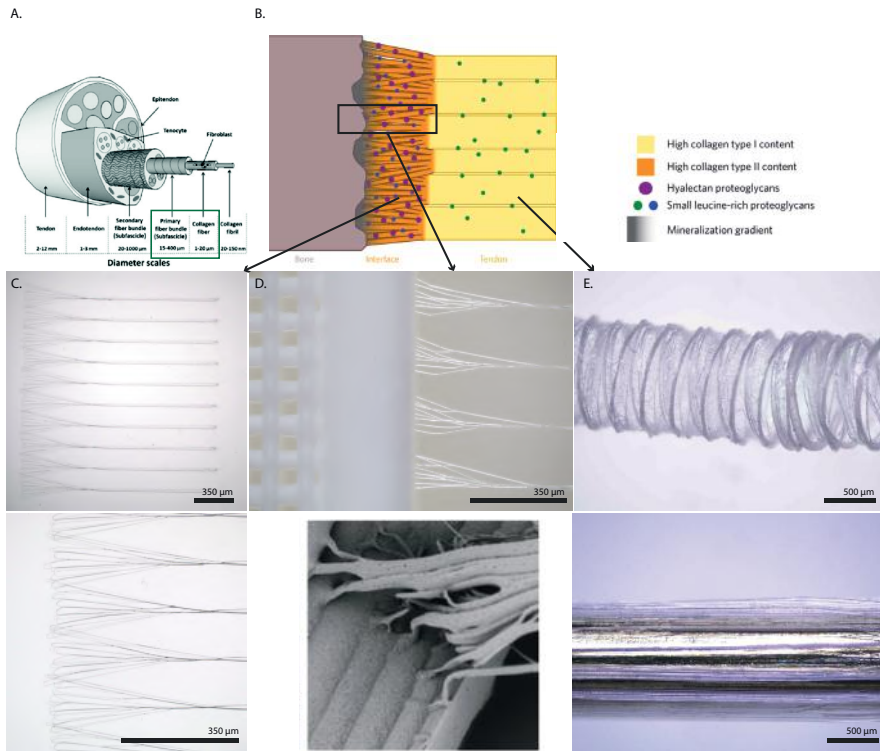 A.
Epitendon
Tenocyte
Fibroblast
Tendon
Endotendon
Secondary
fiber bundle
(Subfascicle)
Primary
fiber bundle
(Subfascicle)
Collagen
fiber
Collagen
fibril
2-12 mm
1-3 mm
20-1000 µm
15-400 µm
1-20 µm
20-150 nm
Diameter scales
B.
Bone
Interface
Tendon
High collagen type I content
High collagen type II content
Hyalectan proteoglycans
Small leucine-rich proteoglycans
Mineralization gradient
C.
350 µm
D.
350 µm
E.
500 µm
350 µm
500 µm